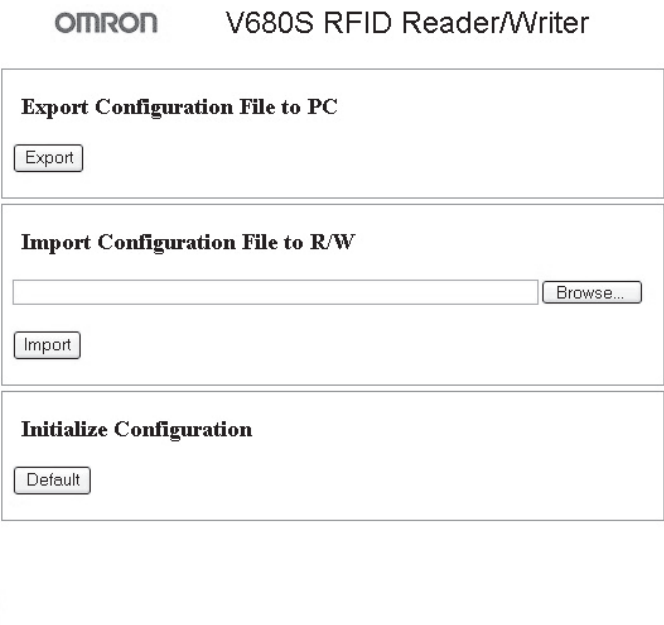 OMRON V680S RFID Reader/Writer
Export Configuration File to PC
Export
Import Configuration File to R/W
Browse...
Import
Initialize Configuration
Default